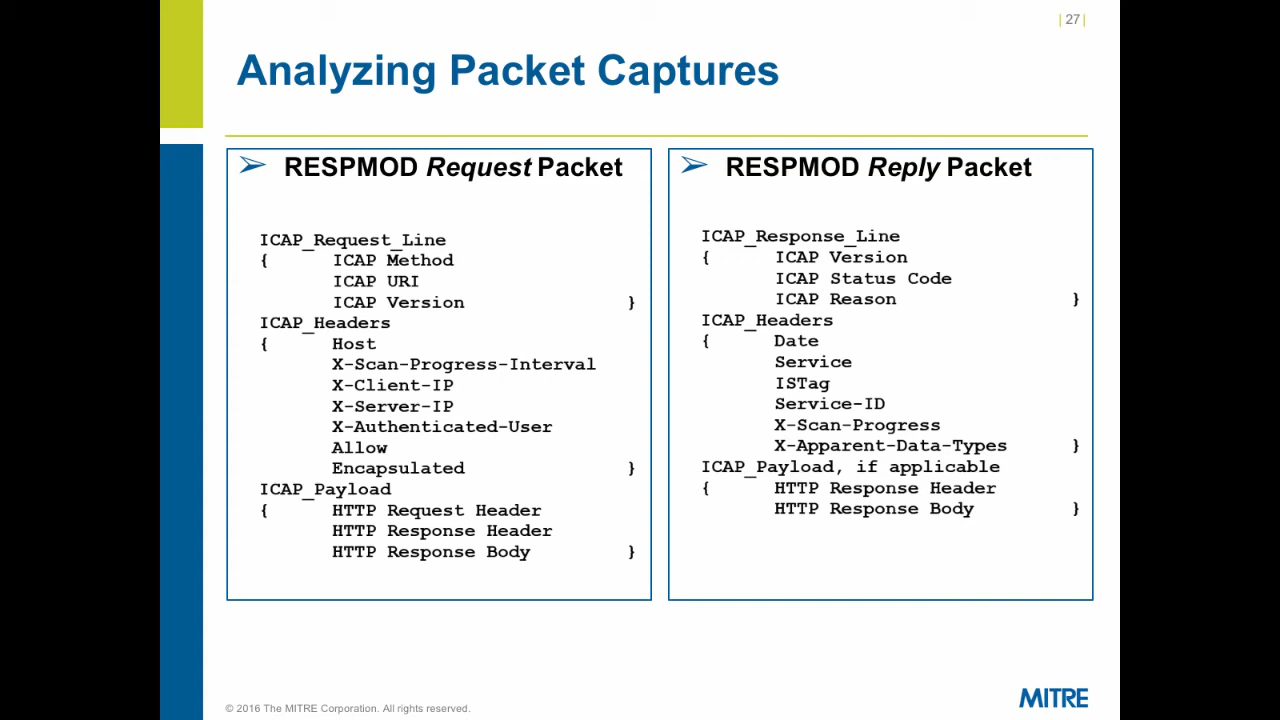 | 27 |
Analyzing Packet Captures
➢ RESPMOD Request Packet
ICAP_Request_Line
{ ICAP Method
ICAP URI
ICAP Version }
ICAP_Headers
{ Host
X-Scan-Progress-Interval
X-Client-IP
X-Server-IP
X-Authenticated-User
Allow
Encapsulated }
ICAP_Payload
{ HTTP Request Header
HTTP Response Header
HTTP Response Body }
➢ RESPMOD Reply Packet
ICAP_Response_Line
{ ICAP Version
ICAP Status Code
ICAP Reason }
ICAP_Headers
{ Date
Service
ISTag
Service-ID
X-Scan-Progress
X-Apparent-Data-Types }
ICAP_Payload, if applicable
{ HTTP Response Header
HTTP Response Body }
© 2016 The MITRE Corporation. All rights reserved.
MITRE